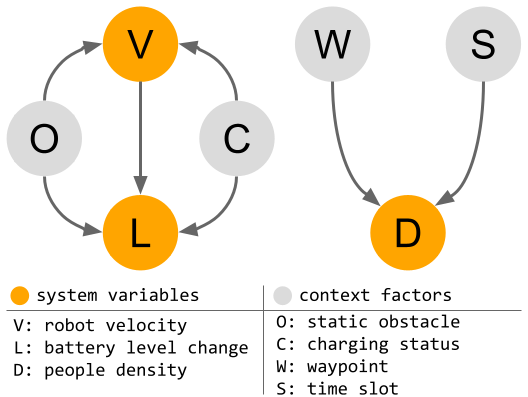 V
W
S
O
C
L
D
system variables
V: robot velocity
L: battery level change
D: people density
context factors
O: static obstacle
C: charging status
W: waypoint
S: time slot